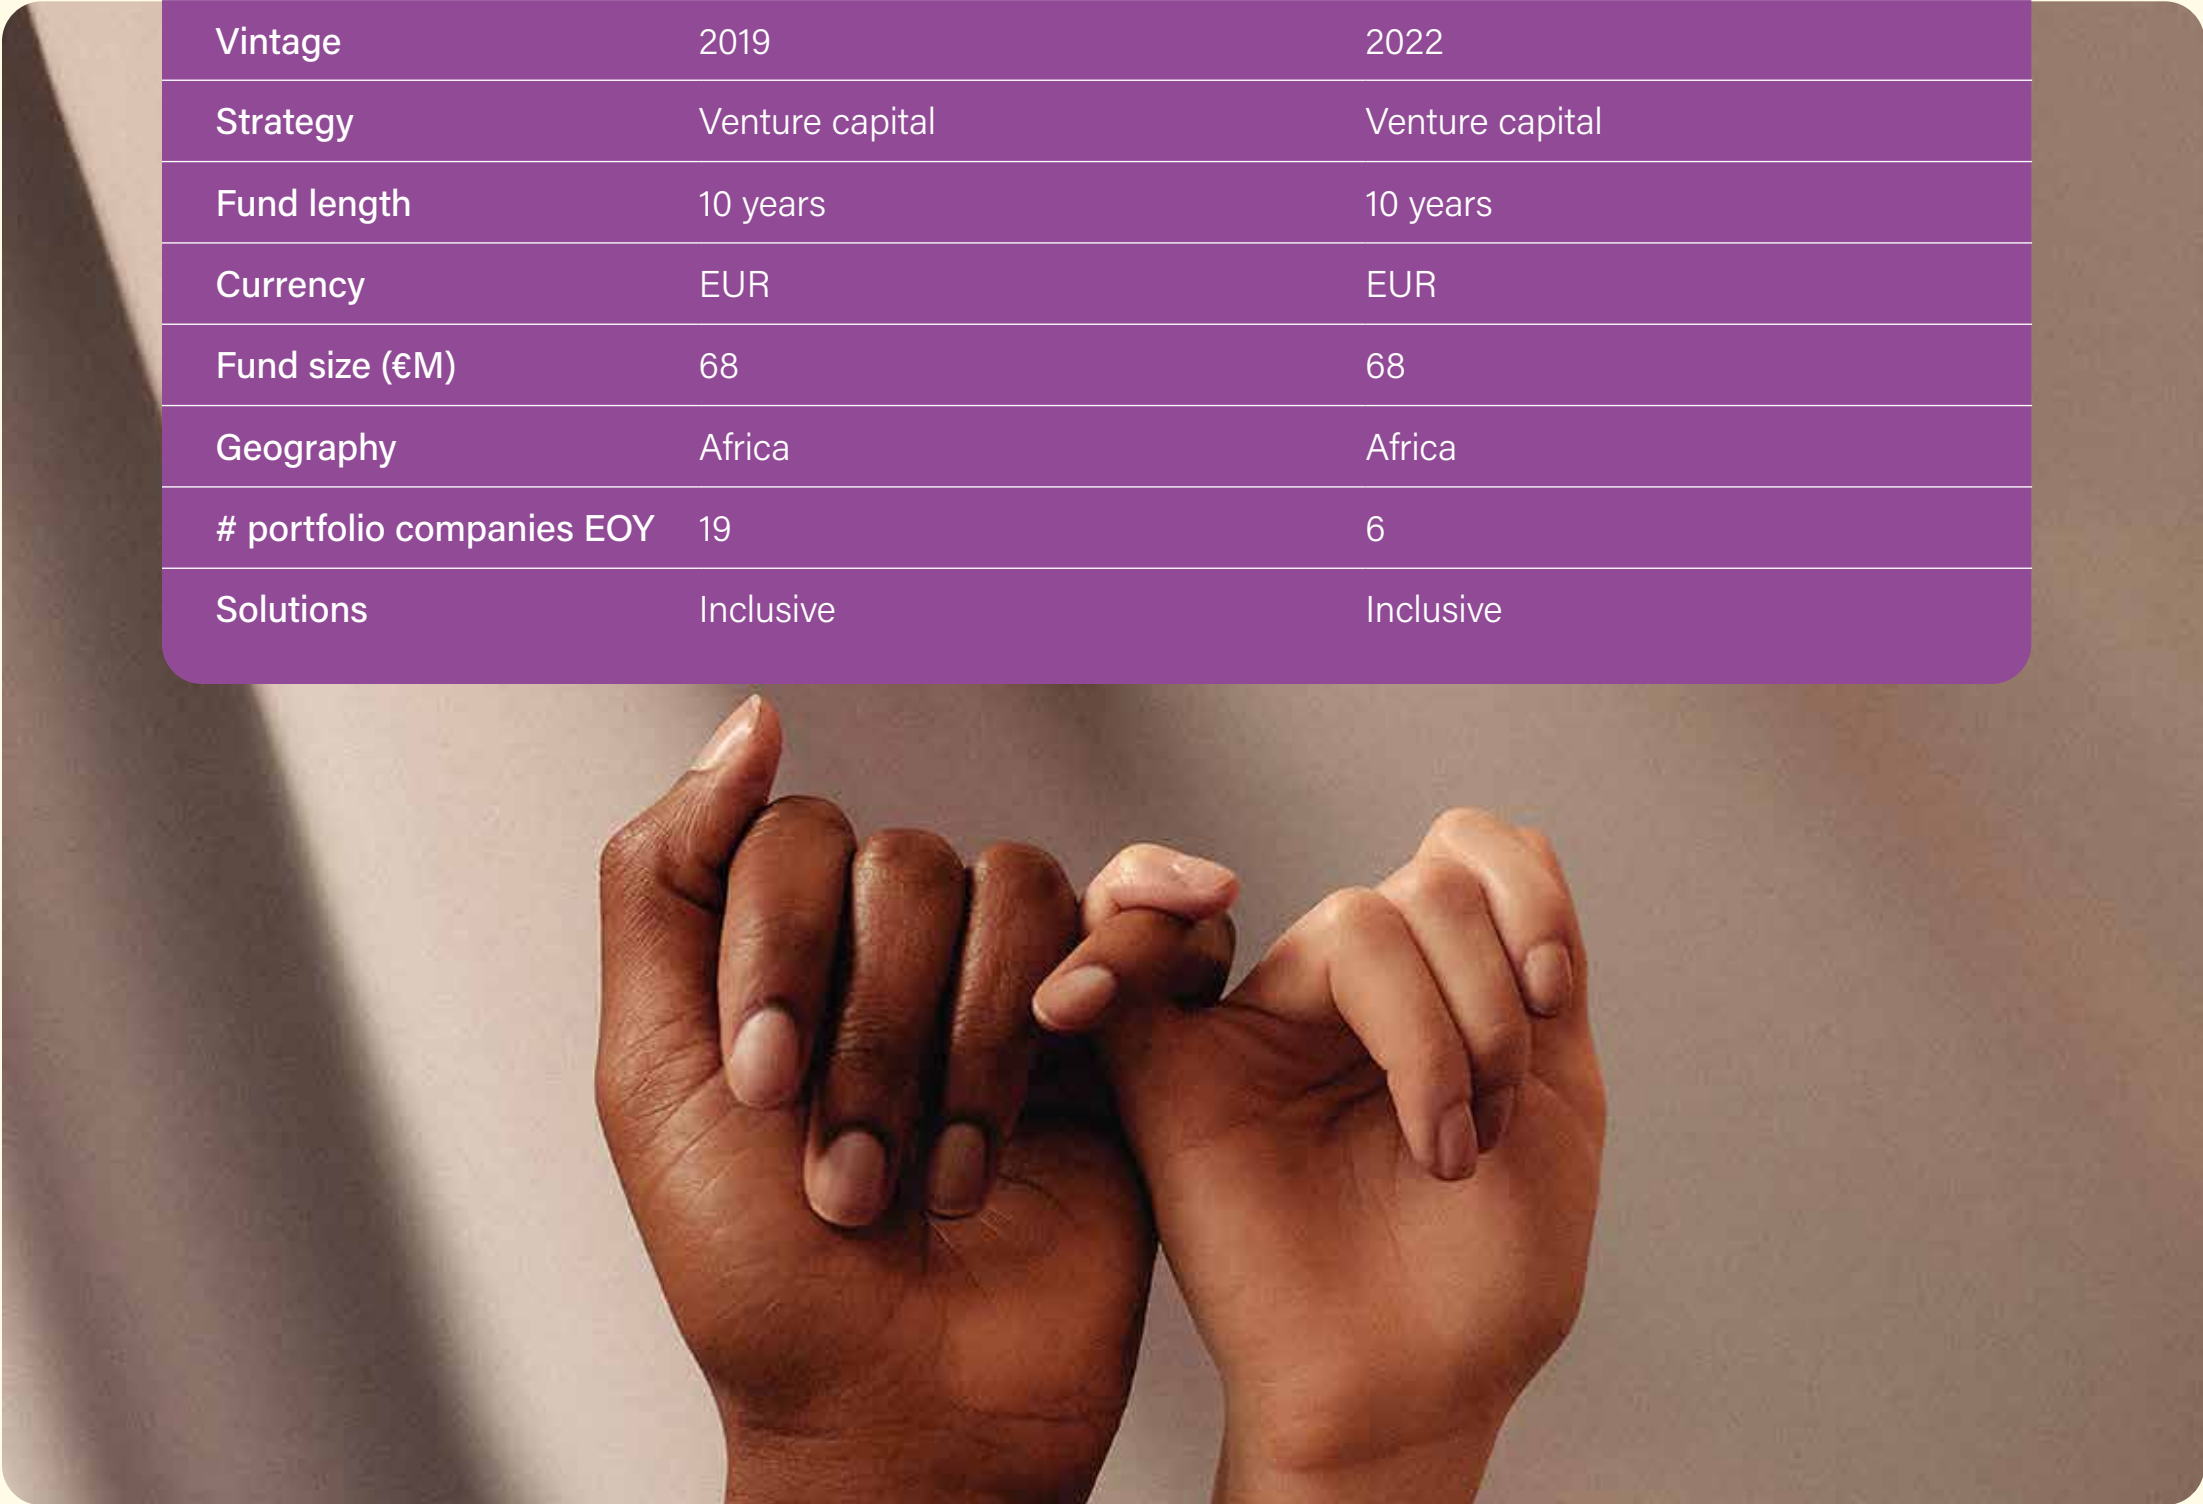 Vintage 2019 2022
Strategy Venture capital Venture capital
Fund length 10 years 10 years
Currency EUR EUR
Fund size (€M) 68 68
Geography Africa Africa
# portfolio companies EOY 19 6
Solutions Inclusive Inclusive